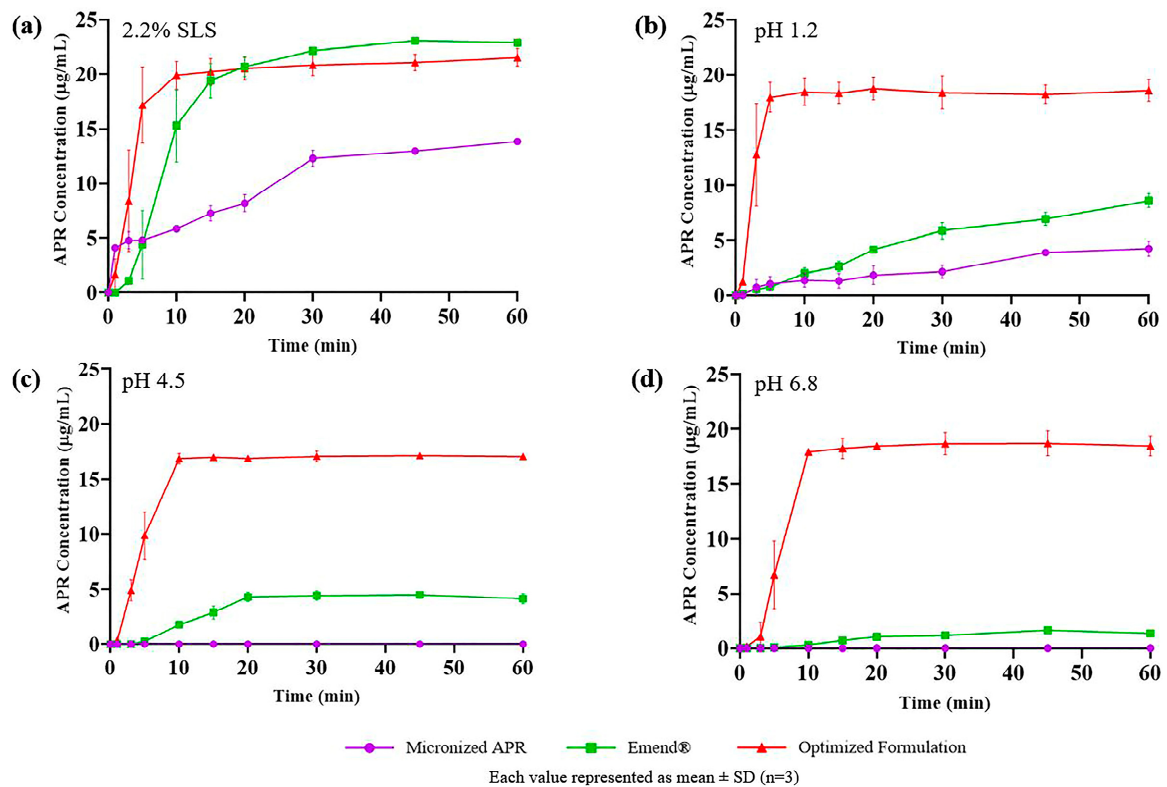 (a)
2.2% SLS
APR Concentration (µg/mL)
25
20
15
10
5
0
0 10 20 30 40 50 60
Time (min)
(b)
pH 1.2
APR Concentration (µg/mL)
25
20
15
10
5
0
0 10 20 30 40 50 60
Time (min)
(c)
pH 4.5
APR Concentration (µg/mL)
25
20
15
10
5
0
0 10 20 30 40 50 60
Time (min)
(d)
pH 6.8
APR Concentration (µg/mL)
25
20
15
10
5
0
0 10 20 30 40 50 60
Time (min)
Micronized APR Emend® Optimized Formulation
Each value represented as mean ± SD (n=3)